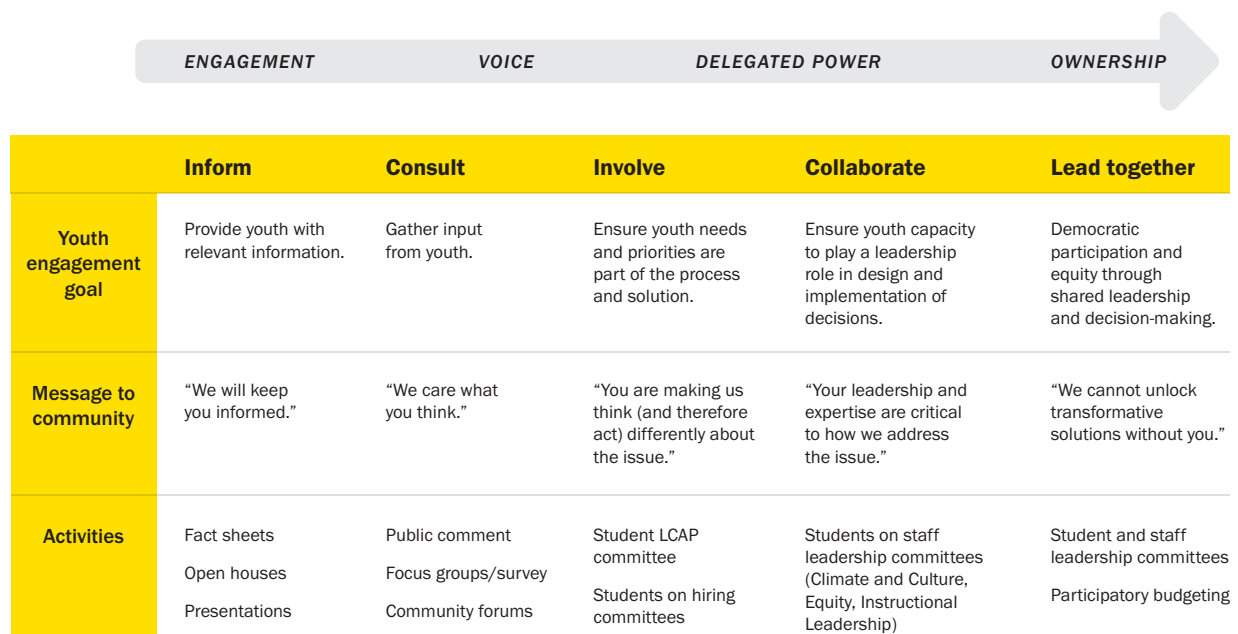 ENGAGEMENT VOICE DELEGATED POWER OWNERSHIP
Inform Consult Involve Collaborate Lead together
Youth
engagement
goal
Provide youth with
relevant information.
Gather input
from youth.
Ensure youth needs
and priorities are
part of the process
and solution.
Ensure youth capacity
to play a leadership
role in design and
implementation of
decisions.
Democratic
participation and
equity through
shared leadership
and decision-making.
Message to
community
“We will keep
you informed.”
“We care what
you think.”
“You are making us
think (and therefore
act) differently about
the issue.”
“Your leadership and
expertise are critical
to how we address
the issue.”
“We cannot unlock
transformative
solutions without you.”
Activities
Fact sheets
Open houses
Presentations
Public comment
Focus groups/survey
Community forums
Student LCAP
committee
Students on hiring
committees
Students on staff
leadership committees
(Climate and Culture,
Equity, Instructional
Leadership)
Student and staff
leadership committees
Participatory budgeting